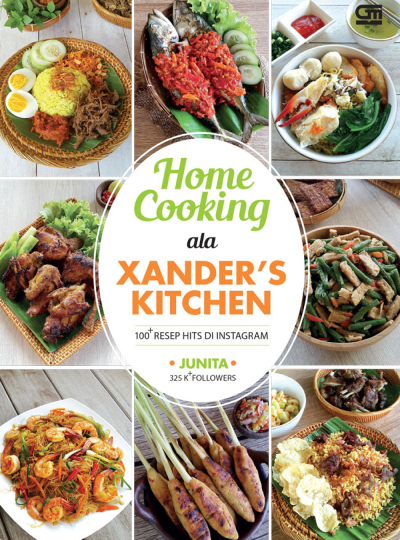 Home
Cooking
ala
XANDER'S
KITCHEN
100+ RESEP HITS DI INSTAGRAM
• JUNITA •
325 K+FOLLOWERS